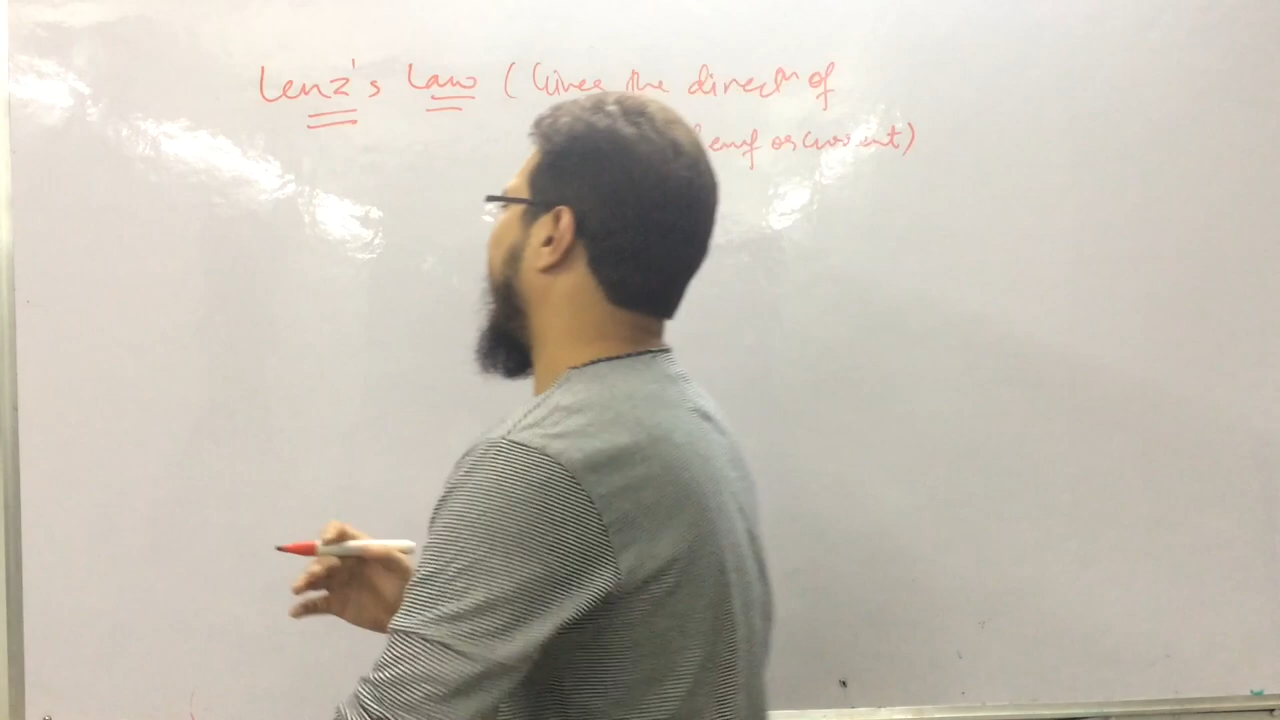 Lenz's Law (Gives the direcⁿ of
emf or current)